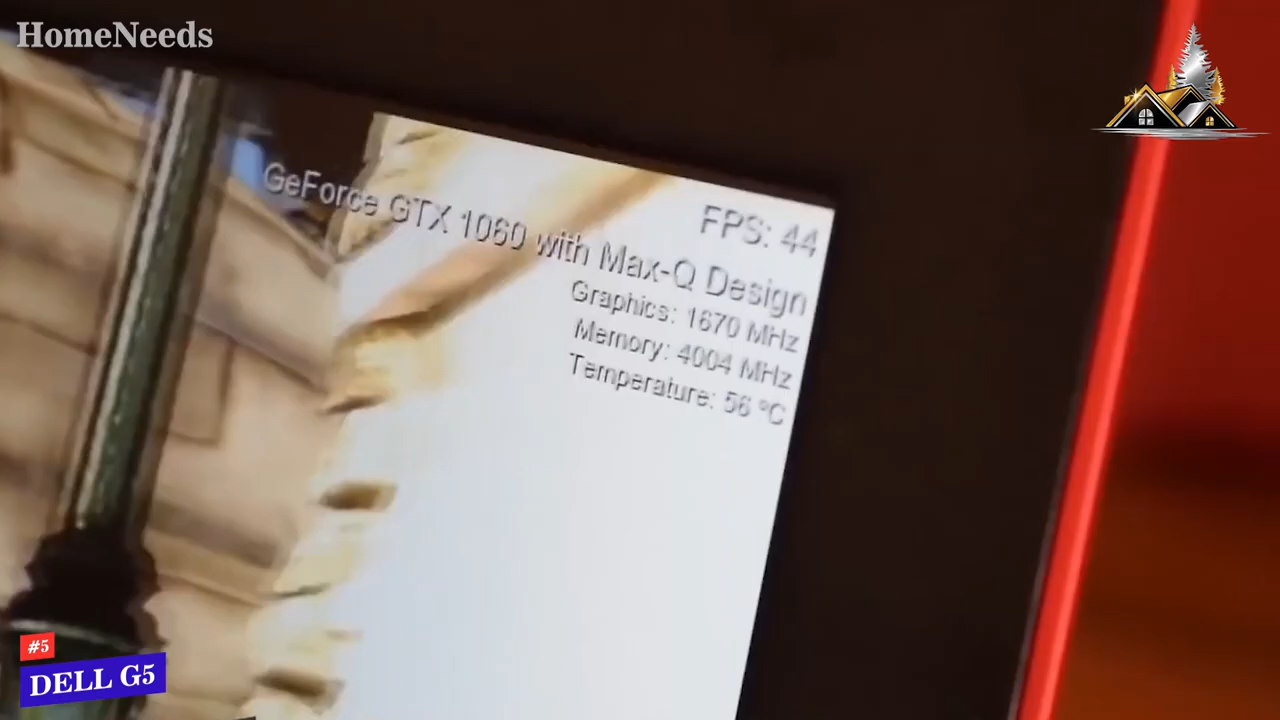 HomeNeeds
FPS: 44
GeForce GTX 1060 with Max-Q Design
Graphics: 1670 MHz
Memory: 4004 MHz
Temperature: 56 °C
#5
DELL G5